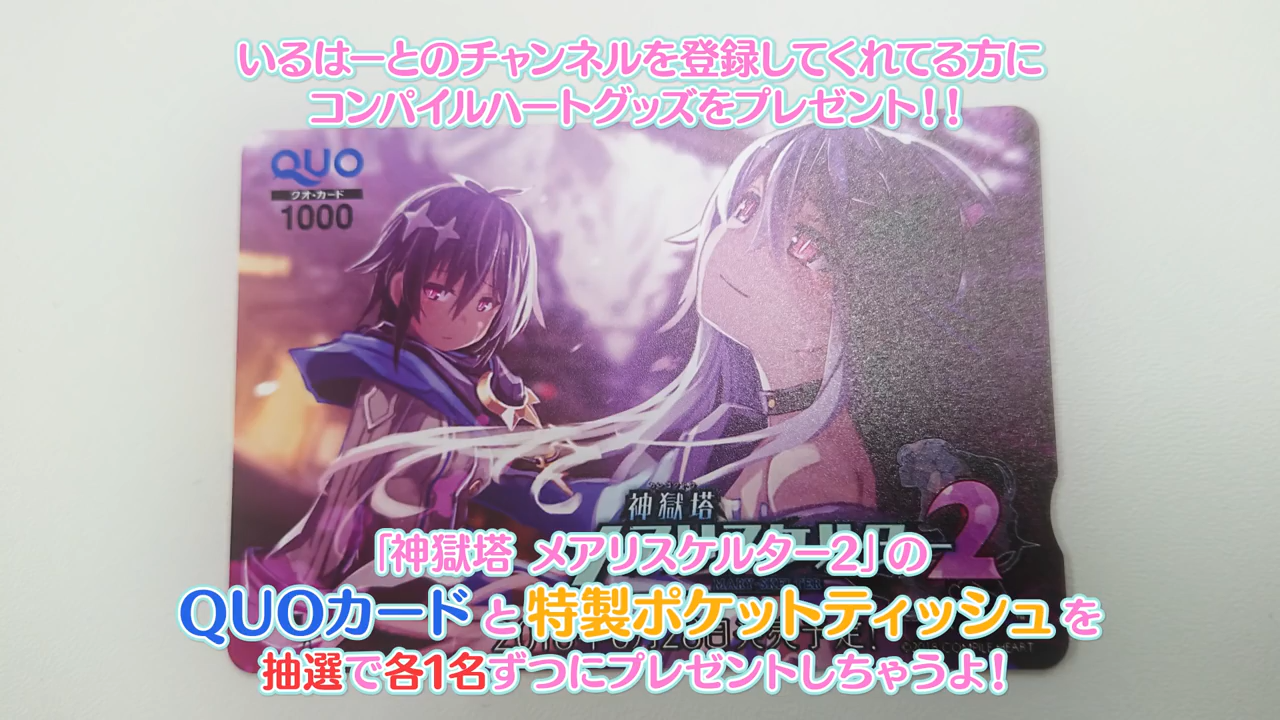 いるはーとのチャンネルを登録してくれてる方に
コンパイルハートグッズをプレゼント!!
QUO
クオ・カード
1000
神獄塔
2
「神獄塔 メアリスケルター2」の
QUOカードと特製ポケットティッシュを
抽選で各1名ずつにプレゼントしちゃうよ!